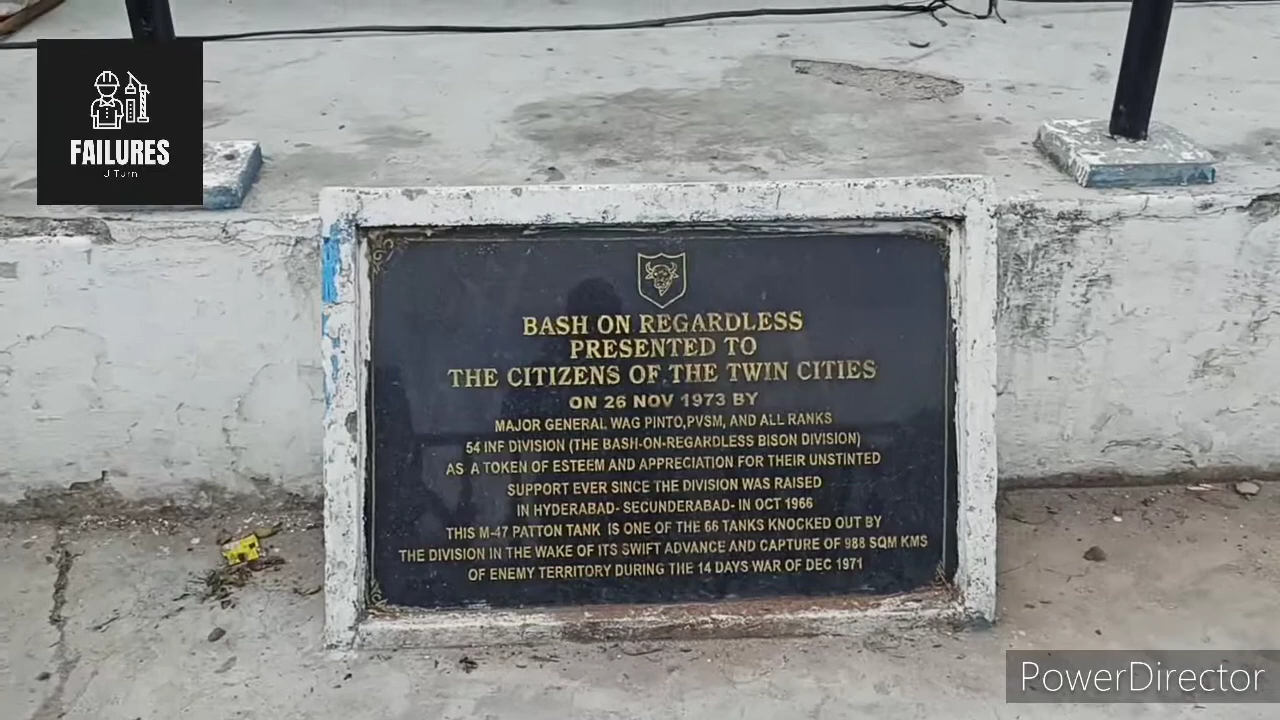 FAILURES
J Turn
BASH ON REGARDLESS
PRESENTED TO
THE CITIZENS OF THE TWIN CITIES
ON 26 NOV 1973 BY
MAJOR GENERAL WAG PINTO,PVSM, AND ALL RANKS
54 INF DIVISION (THE BASH-ON-REGARDLESS BISON DIVISION)
AS A TOKEN OF ESTEEM AND APPRECIATION FOR THEIR UNSTINTED
SUPPORT EVER SINCE THE DIVISION WAS RAISED
IN HYDERABAD- SECUNDERABAD- IN OCT 1966
THIS M-47 PATTON TANK IS ONE OF THE 66 TANKS KNOCKED OUT BY
THE DIVISION IN THE WAKE OF ITS SWIFT ADVANCE AND CAPTURE OF 988 SQM KMS
OF ENEMY TERRITORY DURING THE 14 DAYS WAR OF DEC 1971
PowerDirector